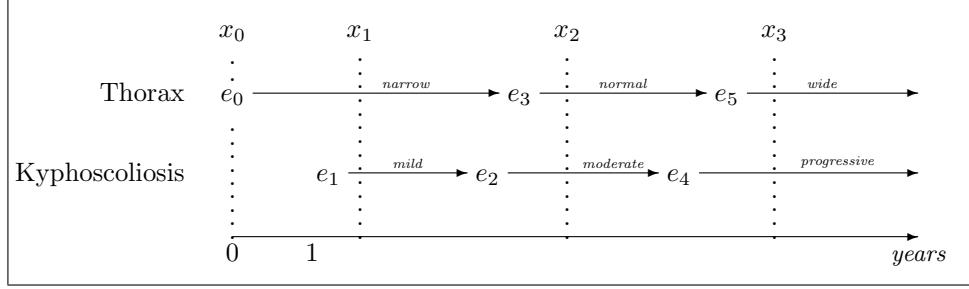 x₀ x₁ x₂ x₃
narrow normal wide
Thorax e₀ e₃ e₅
mild moderate progressive
Kyphoscoliosis e₁ e₂ e₄
0 1 years